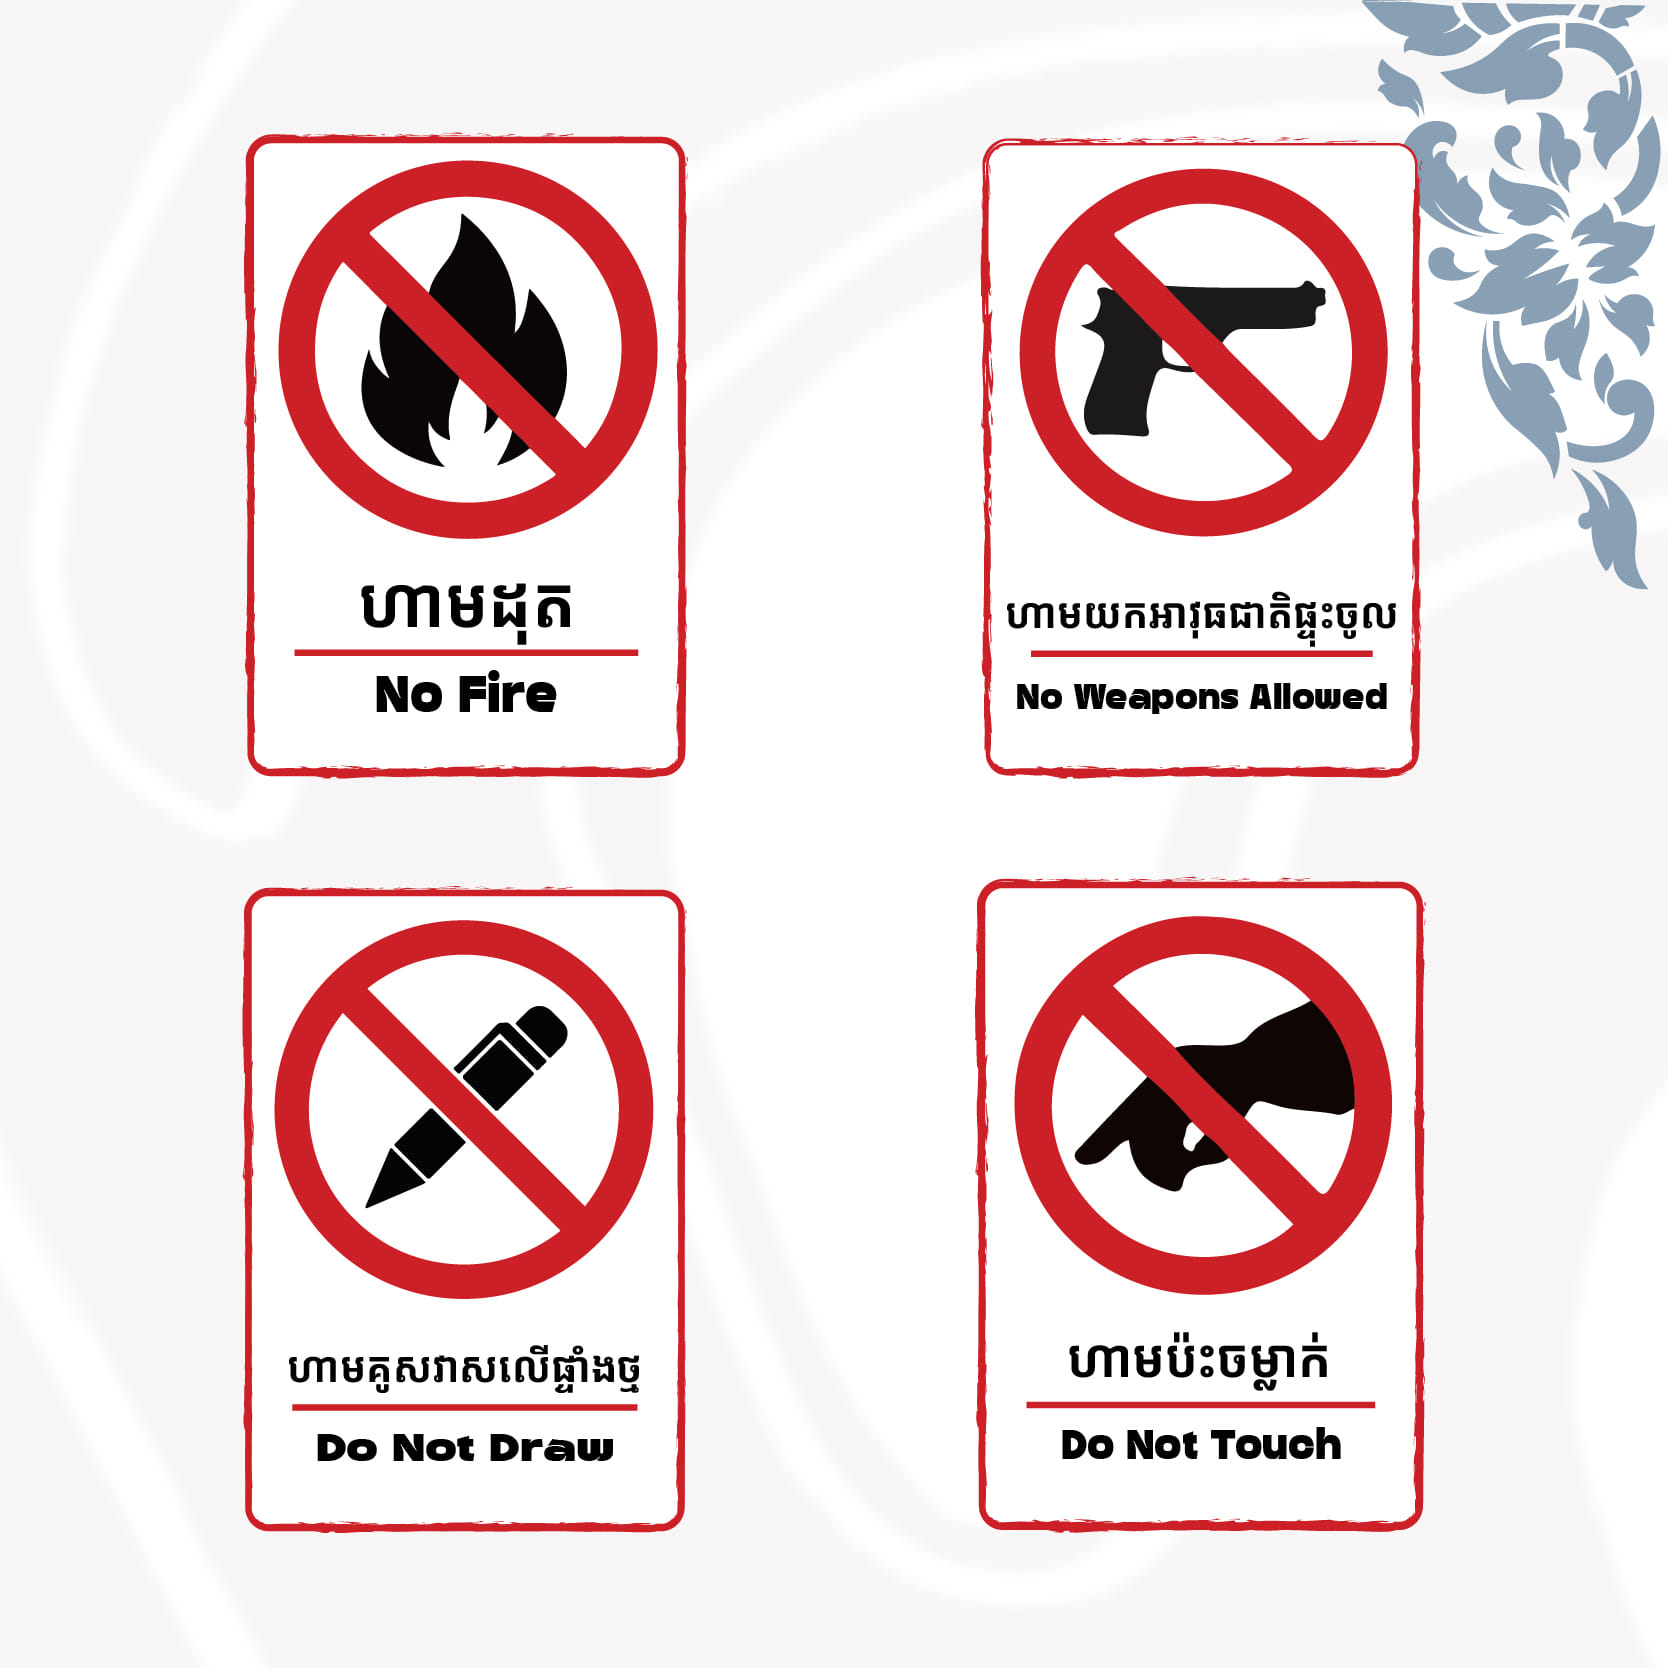 ហាមដុត
No Fire
ហាមយកអាវុធជាតិផ្ទុះចូល
No Weapons Allowed
ហាមគូសវាសលើផ្ទាំងថ្ម
Do Not Draw
ហាមប៉ះចម្លាក់
Do Not Touch